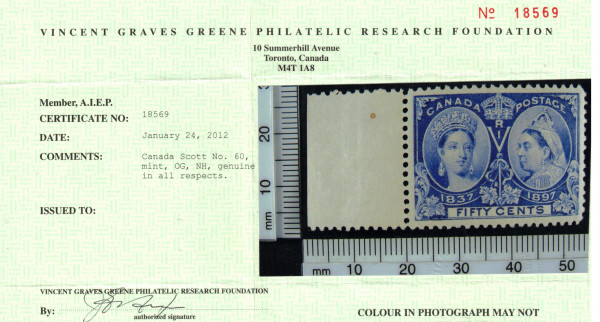 Nº 18569
VINCENT GRAVES GREENE PHILATELIC RESEARCH FOUNDATION
10 Summerhill Avenue
Toronto, Canada
M4T 1A8
Member, A.I.E.P.
CERTIFICATE NO: 18569
DATE: January 24, 2012
COMMENTS: Canada Scott No. 60,
mint, OG, NH, genuine
in all respects.
ISSUED TO:
CANADA POSTAGE
V R I
1837 1897
FIFTY CENTS
20
10
mm
mm 10 20 30 40 50
VINCENT GRAVES GREENE PHILATELIC RESEARCH FOUNDATION
By:
authorized signature
COLOUR IN PHOTOGRAPH MAY NOT